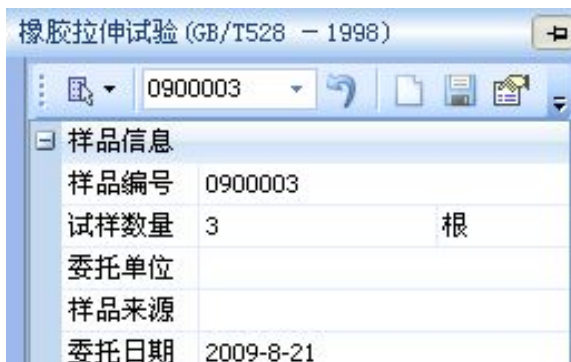 橡胶拉伸试验(GB/T528 -1998)
0900003
样品信息
样品编号 0900003
试样数量 3 根
委托单位
样品来源
委托日期 2009-8-21